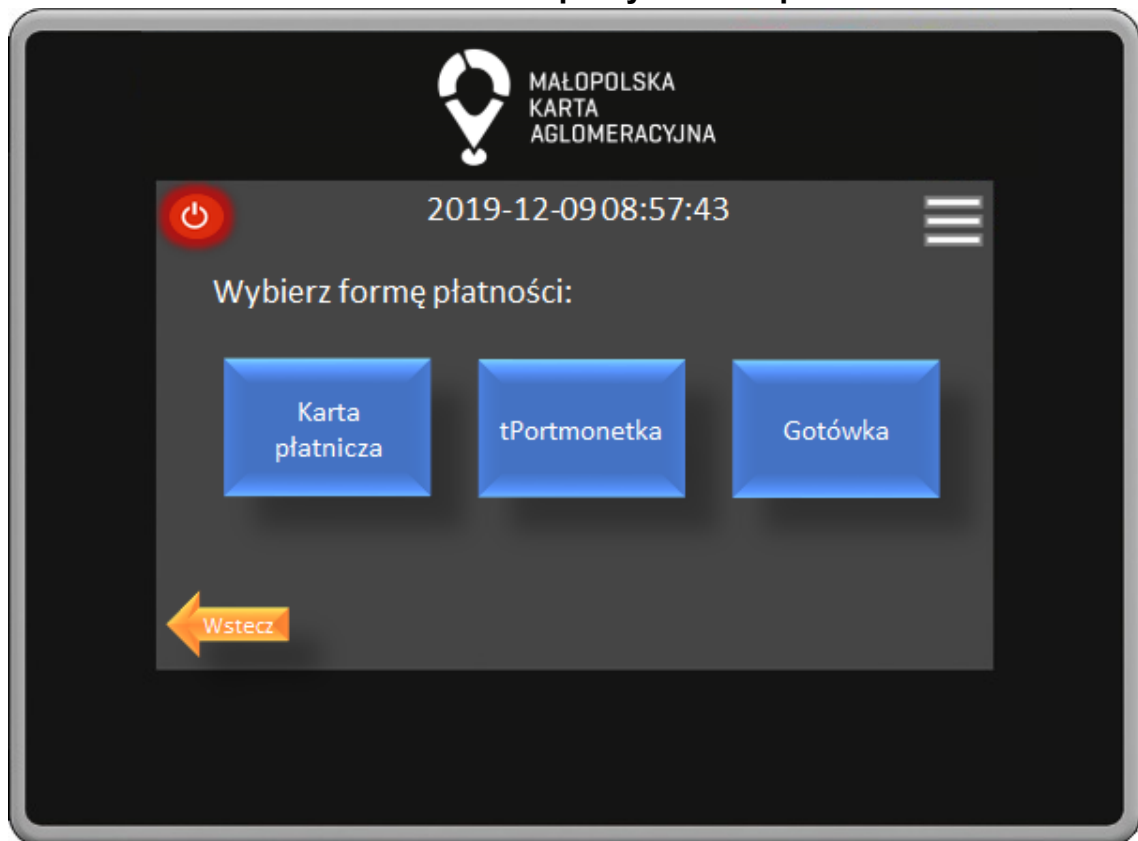 MAŁOPOLSKA
KARTA
AGLOMERACYJNA
2019-12-09 08:57:43
Wybierz formę płatności:
Karta
płatnicza
tPortmonetka
Gotówka
Wstecz